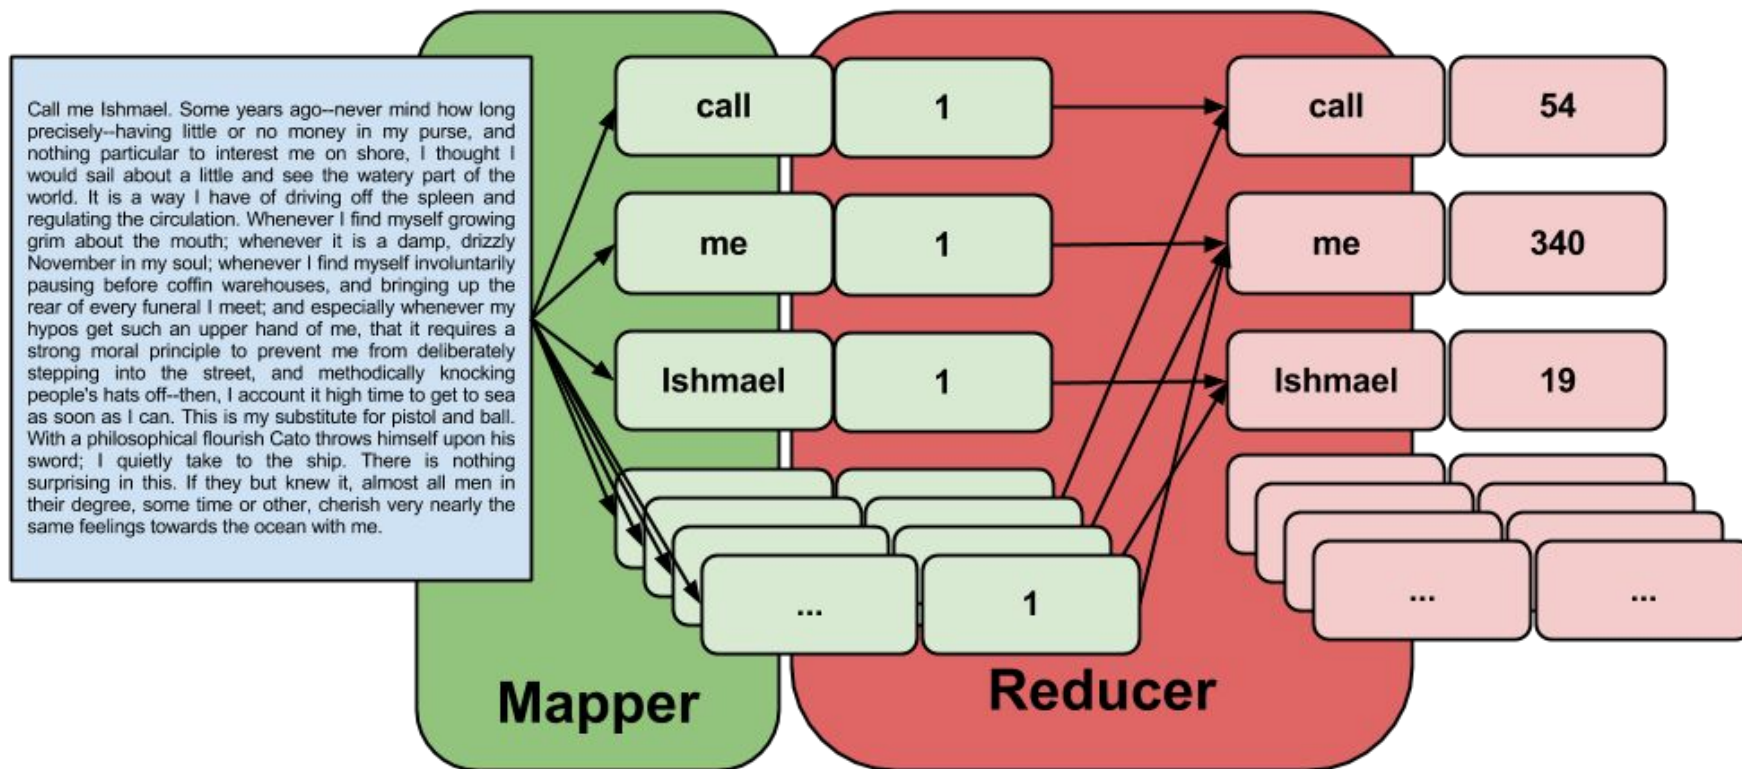 Call me Ishmael. Some years ago--never mind how long
precisely--having little or no money in my purse, and
nothing particular to interest me on shore, I thought I
would sail about a little and see the watery part of the
world. It is a way I have of driving off the spleen and
regulating the circulation. Whenever I find myself growing
grim about the mouth; whenever it is a damp, drizzly
November in my soul; whenever I find myself involuntarily
pausing before coffin warehouses, and bringing up the
rear of every funeral I meet; and especially whenever my
hypos get such an upper hand of me, that it requires a
strong moral principle to prevent me from deliberately
stepping into the street, and methodically knocking
people's hats off--then, I account it high time to get to sea
as soon as I can. This is my substitute for pistol and ball.
With a philosophical flourish Cato throws himself upon his
sword; I quietly take to the ship. There is nothing
surprising in this. If they but knew it, almost all men in
their degree, some time or other, cherish very nearly the
same feelings towards the ocean with me.
call 1 call 54
me 1 me 340
Ishmael 1 Ishmael 19
... 1 ... ...
Mapper Reducer